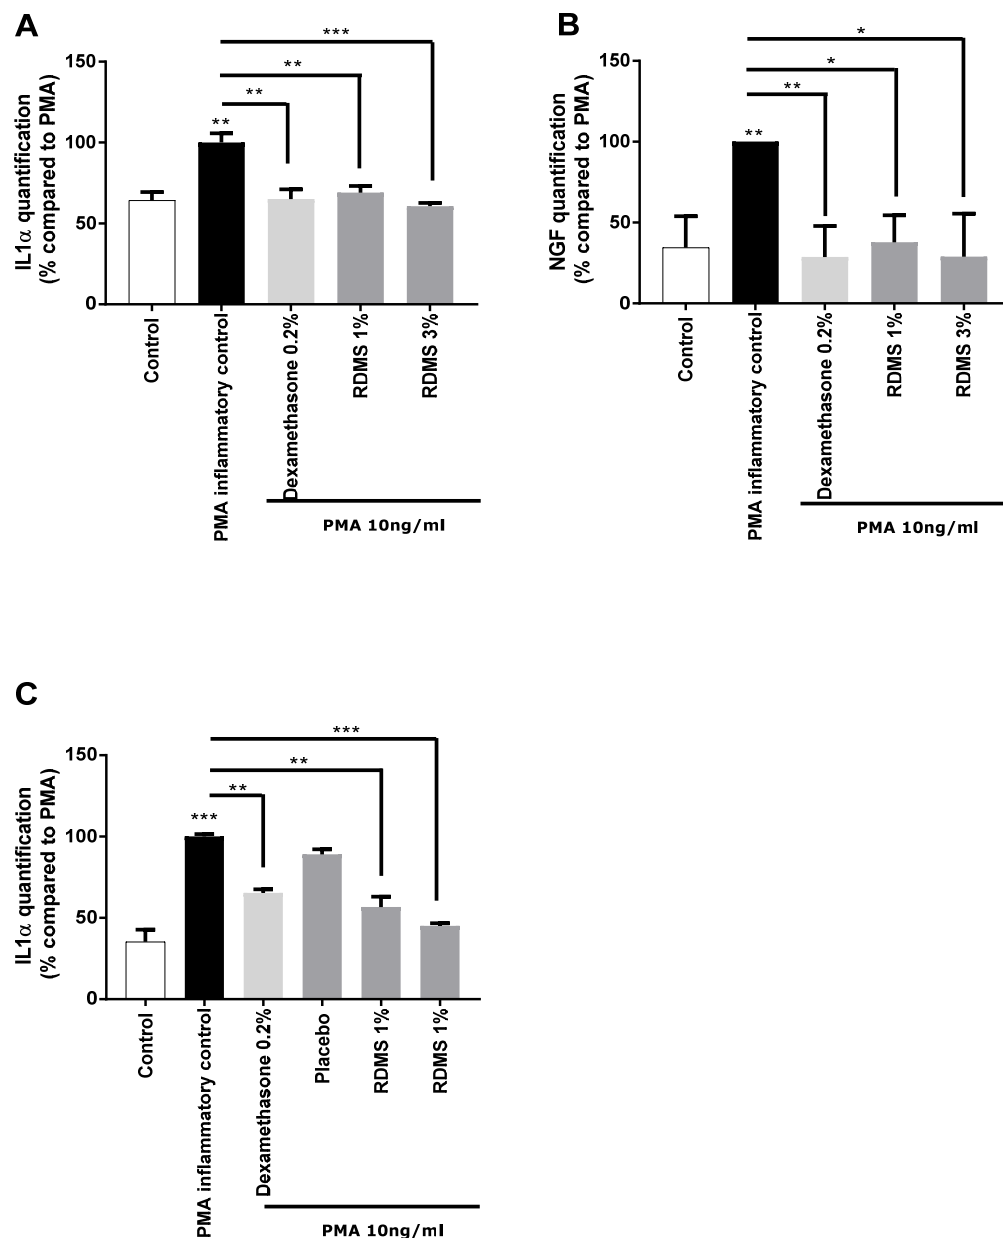 A
***
**
**
**
150
100
50
0
IL1α quantification
(% compared to PMA)
Control
PMA inflammatory control
Dexamethasone 0.2%
RDMS 1%
RDMS 3%
PMA 10ng/ml
B
*
*
**
**
150
100
50
0
NGF quantification
(% compared to PMA)
Control
PMA inflammatory control
Dexamethasone 0.2%
RDMS 1%
RDMS 3%
PMA 10ng/ml
C
***
**
**
***
150
100
50
0
IL1α quantification
(% compared to PMA)
Control
PMA inflammatory control
Dexamethasone 0.2%
Placebo
RDMS 1%
RDMS 1%
PMA 10ng/ml